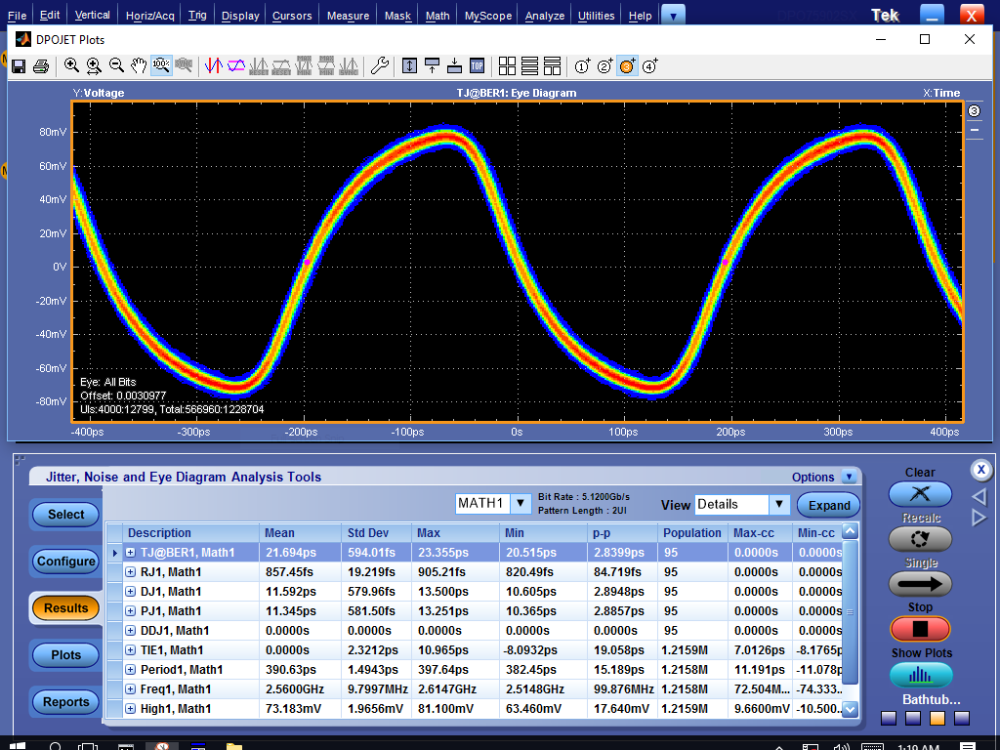 File Edit Vertical Horiz/Acq Trig Display Cursors Measure Mask Math MyScope Analyze Utilities Help Tek X
DPOJET Plots
100% TOP 1 2 3 4
Y:Voltage TJ@BER1: Eye Diagram X:Time
3
80mV
60mV
40mV
20mV
0V
-20mV
-40mV
-60mV
-80mV
Eye: All Bits
Offset: 0.0030977
UIs:4000:12799, Total:566960:1228704
-400ps -300ps -200ps -100ps 0s 100ps 200ps 300ps 400ps
Jitter, Noise and Eye Diagram Analysis Tools Options Clear X
Select MATH1 Bit Rate : 5.1200Gb/s
Pattern Length : 2UI View Details Expand Recalc
Description Mean Std Dev Max Min p-p Population Max-cc Min-cc
TJ@BER1, Math1 21.694ps 594.01fs 23.355ps 20.515ps 2.8399ps 95 0.0000s 0.0000s
Configure RJ1, Math1 857.45fs 19.219fs 905.21fs 820.49fs 84.719fs 95 0.0000s 0.0000s Single
DJ1, Math1 11.592ps 579.96fs 13.500ps 10.605ps 2.8948ps 95 0.0000s 0.0000s
Results PJ1, Math1 11.345ps 581.50fs 13.251ps 10.365ps 2.8857ps 95 0.0000s 0.0000s Stop
DDJ1, Math1 0.0000s 0.0000s 0.0000s 0.0000s 0.0000s 95 0.0000s 0.0000s
Plots TIE1, Math1 0.0000s 2.3212ps 10.965ps -8.0932ps 19.058ps 1.2159M 7.0126ps -8.1765p Show Plots
Period1, Math1 390.63ps 1.4943ps 397.64ps 382.45ps 15.189ps 1.2158M 11.191ps -11.078p
Freq1, Math1 2.5600GHz 9.7997MHz 2.6147GHz 2.5148GHz 99.876MHz 1.2158M 72.504M... -74.333...
Reports High1, Math1 73.183mV 1.9656mV 81.100mV 63.460mV 17.640mV 1.2159M 9.6600mV -10.500... Bathtub...
1:19 AM